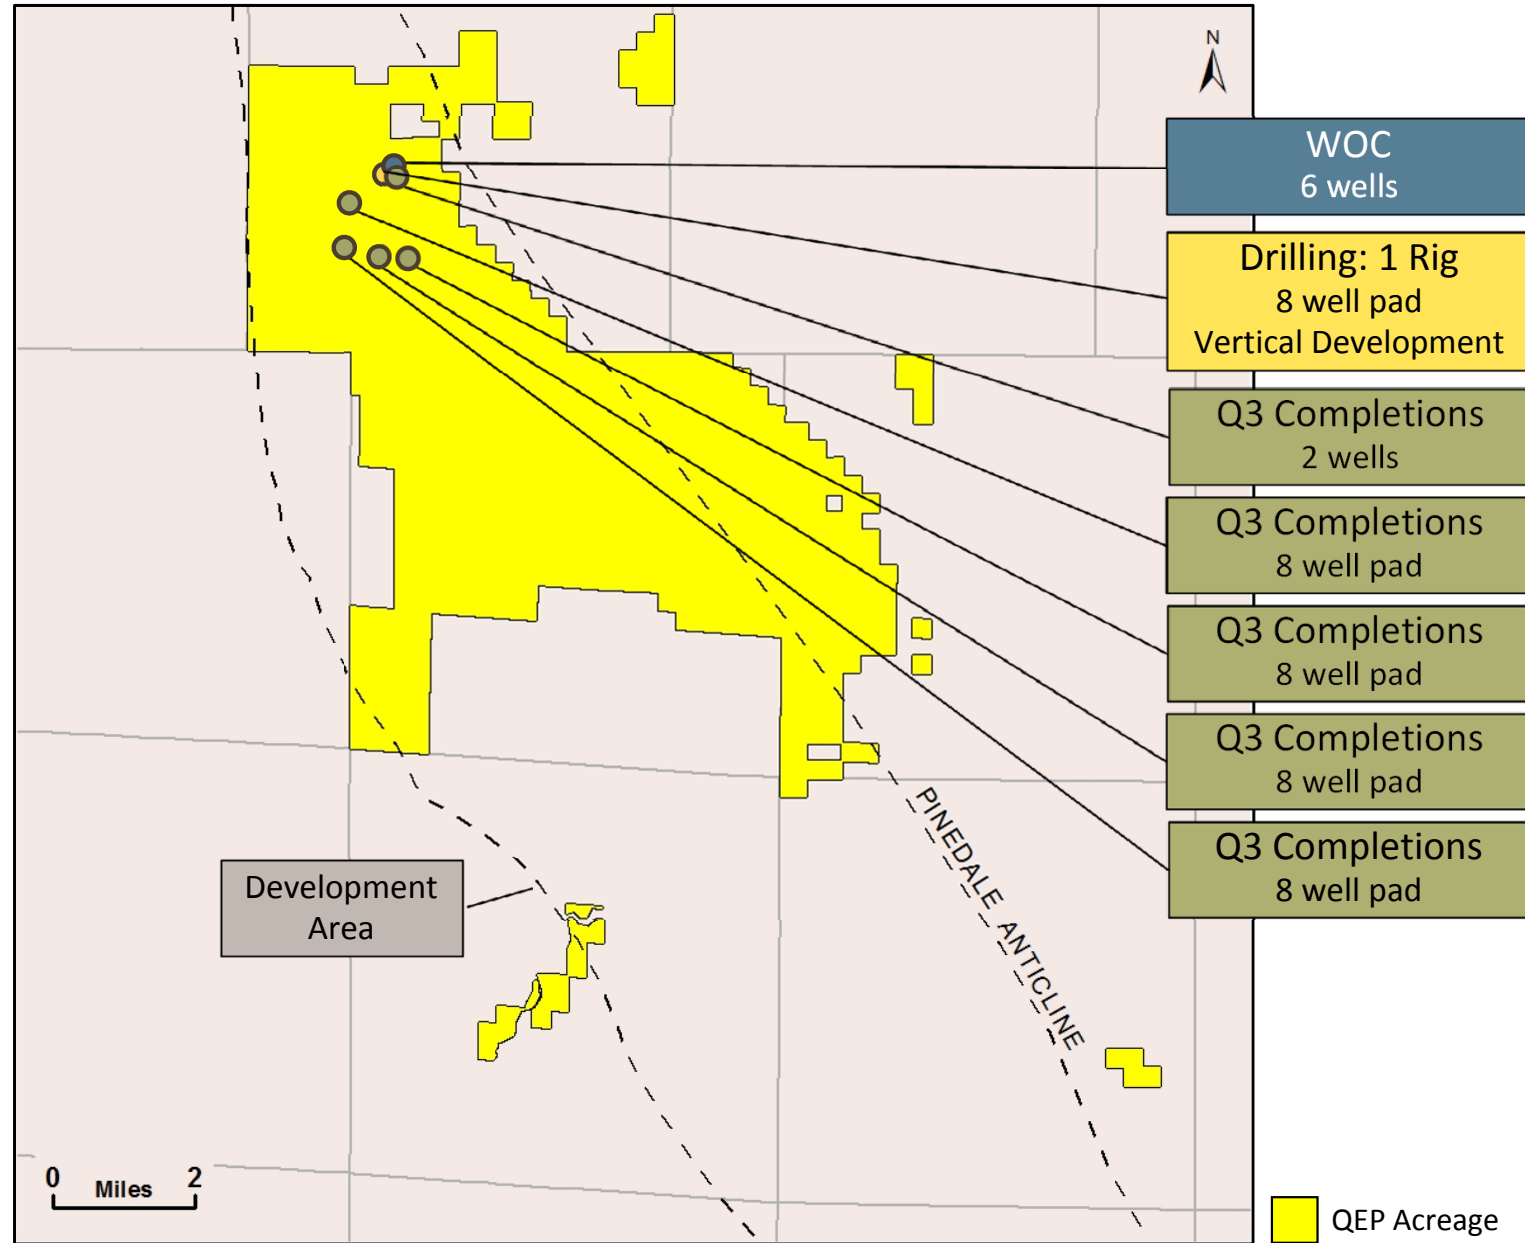 N
WOC
6 wells
Drilling: 1 Rig
8 well pad
Vertical Development
Q3 Completions
2 wells
Q3 Completions
8 well pad
Q3 Completions
8 well pad
Q3 Completions
8 well pad
Q3 Completions
8 well pad
PINEDALE ANTICLINE
Development
Area
0 Miles 2
QEP Acreage